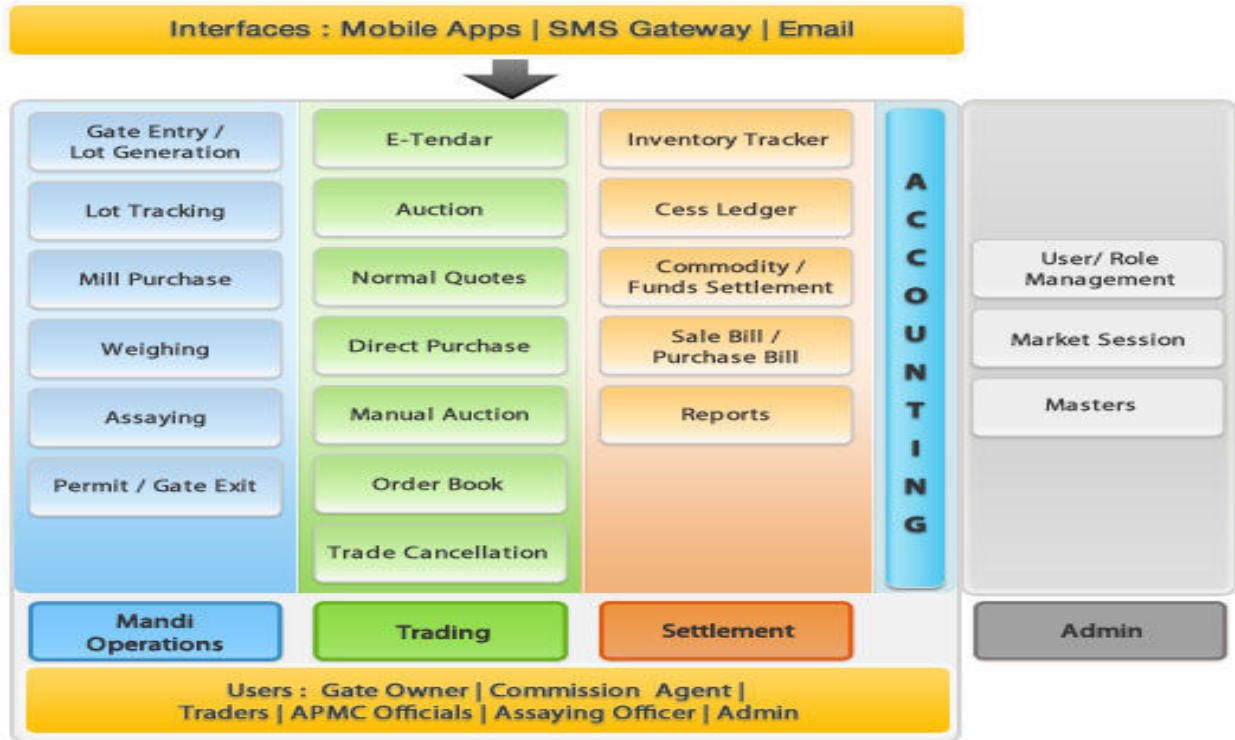 Interfaces : Mobile Apps | SMS Gateway | Email
Gate Entry /
Lot Generation
Lot Tracking
Mill Purchase
Weighing
Assaying
Permit / Gate Exit
Mandi
Operations
E-Tendar
Auction
Normal Quotes
Direct Purchase
Manual Auction
Order Book
Trade Cancellation
Trading
Inventory Tracker
Cess Ledger
Commodity /
Funds Settlement
Sale Bill /
Purchase Bill
Reports
Settlement
ACCOUNTING
User/ Role
Management
Market Session
Masters
Admin
Users : Gate Owner | Commission Agent |
Traders | APMC Officials | Assaying Officer | Admin